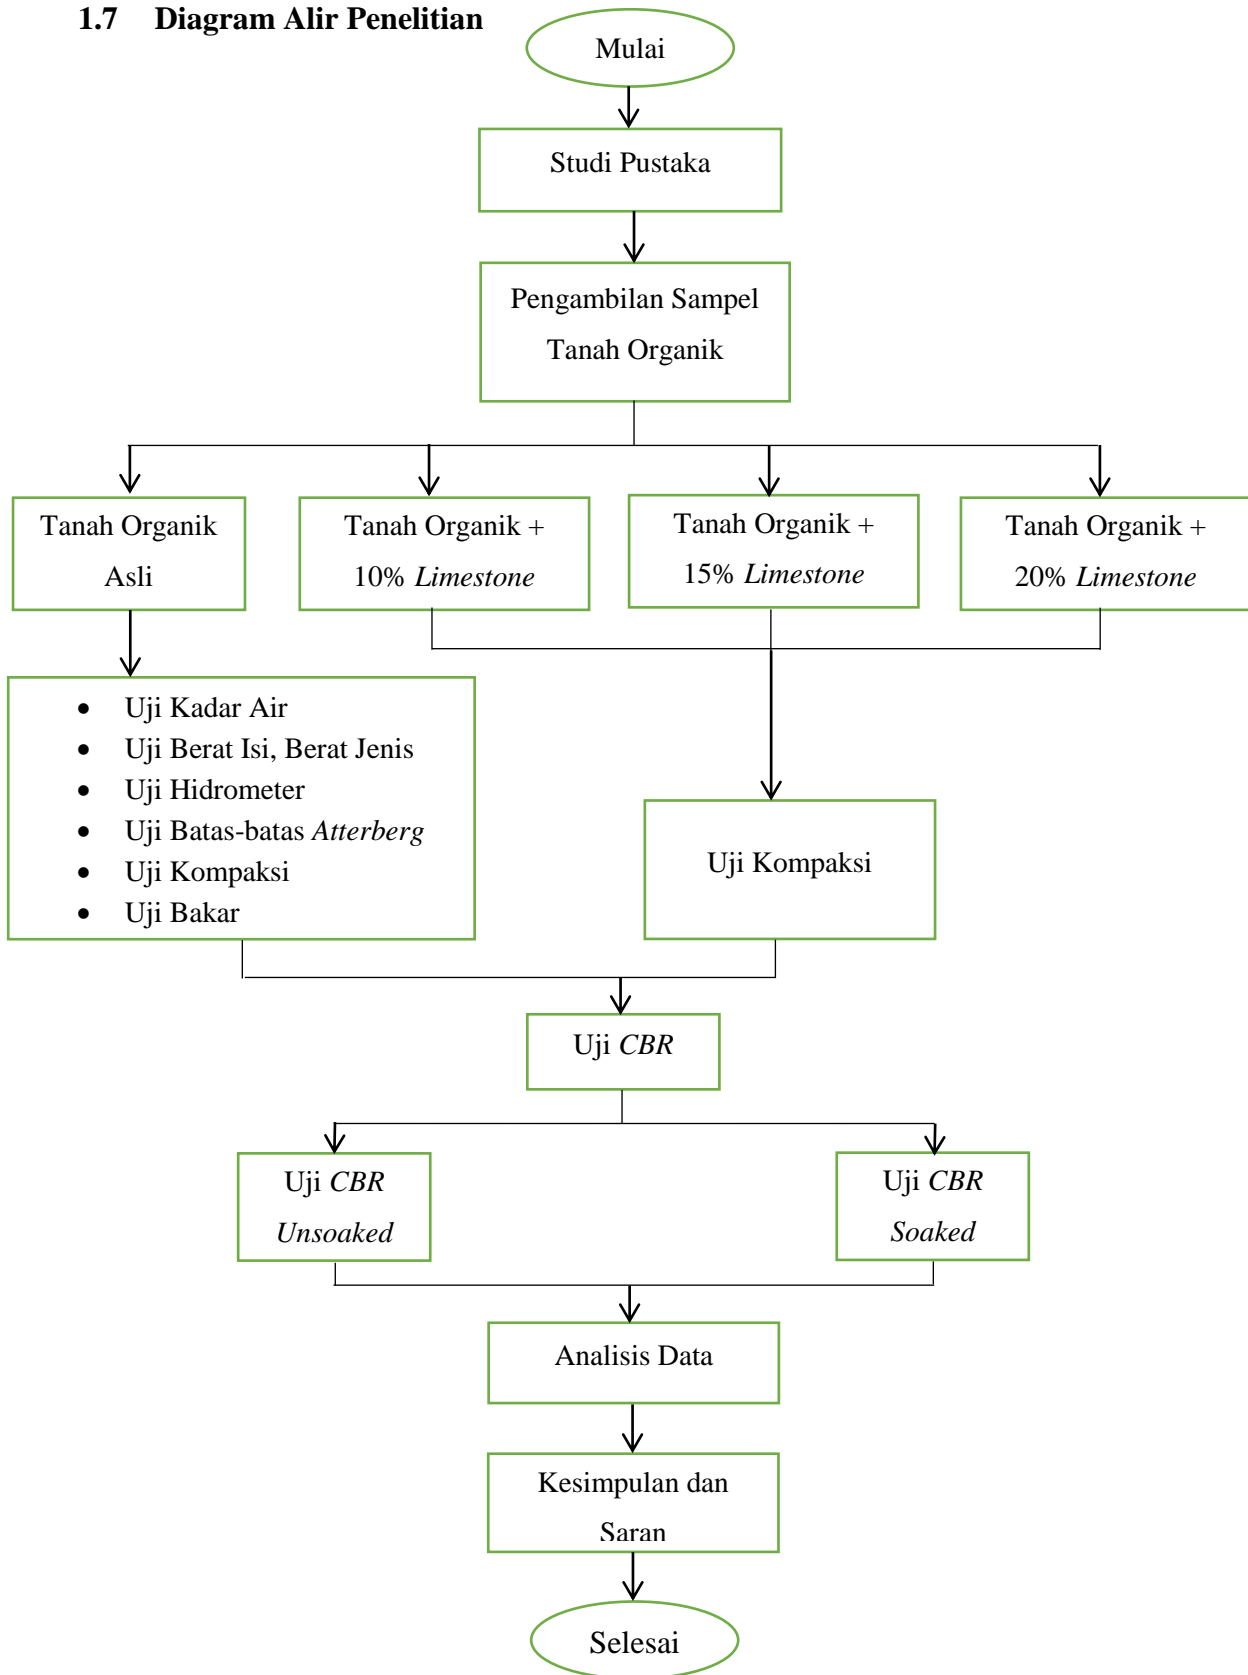 1.7 Diagram Alir Penelitian
Mulai
Studi Pustaka
Pengambilan Sampel
Tanah Organik
Tanah Organik
Asli
Tanah Organik +
10% Limestone
Tanah Organik +
15% Limestone
Tanah Organik +
20% Limestone
• Uji Kadar Air
• Uji Berat Isi, Berat Jenis
• Uji Hidrometer
• Uji Batas-batas Atterberg
• Uji Kompaksi
• Uji Bakar
Uji Kompaksi
Uji CBR
Uji CBR
Unsoaked
Uji CBR
Soaked
Analisis Data
Kesimpulan dan
Saran
Selesai